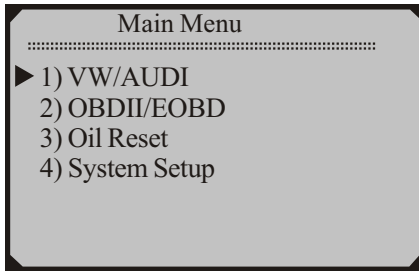 Main Menu
1) VW/AUDI
2) OBDII/EOBD
3) Oil Reset
4) System Setup